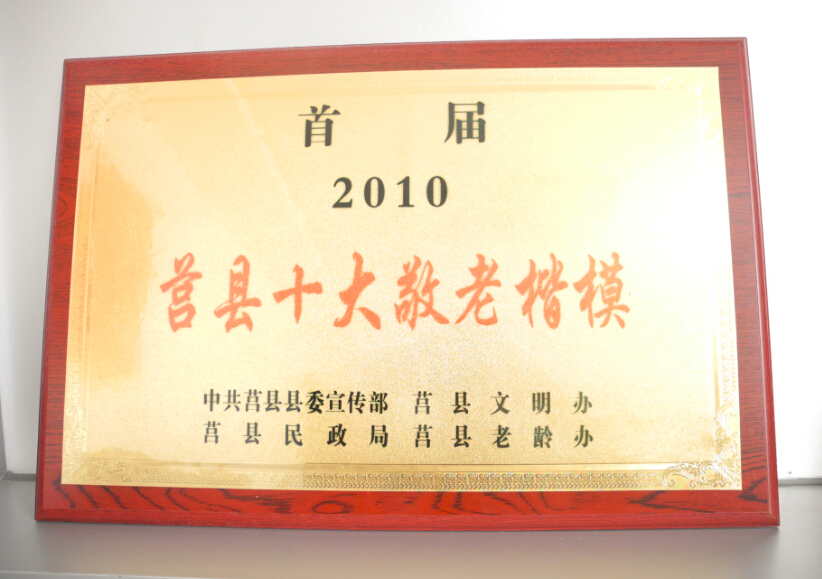 首 届
2010
莒县十大敬老楷模
中共莒县县委宣传部 莒县文明办
莒县民政局 莒县老龄办